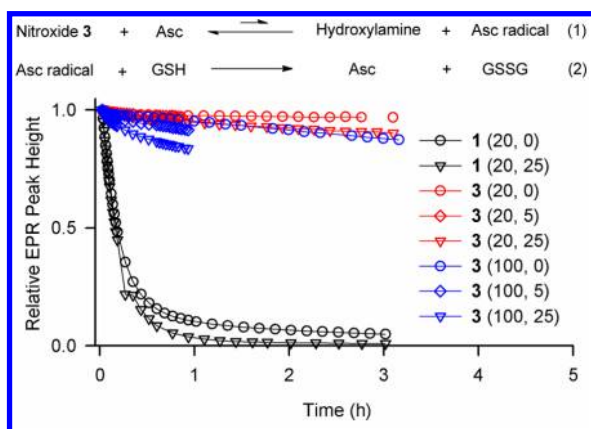 Nitroxide 3 + Asc Hydroxylamine + Asc radical (1)
Asc radical + GSH Asc + GSSG (2)
1.0
0.5
0.0
Relative EPR Peak Height
1 (20, 0)
1 (20, 25)
3 (20, 0)
3 (20, 5)
3 (20, 25)
3 (100, 0)
3 (100, 5)
3 (100, 25)
0 1 2 3 4 5
Time (h)